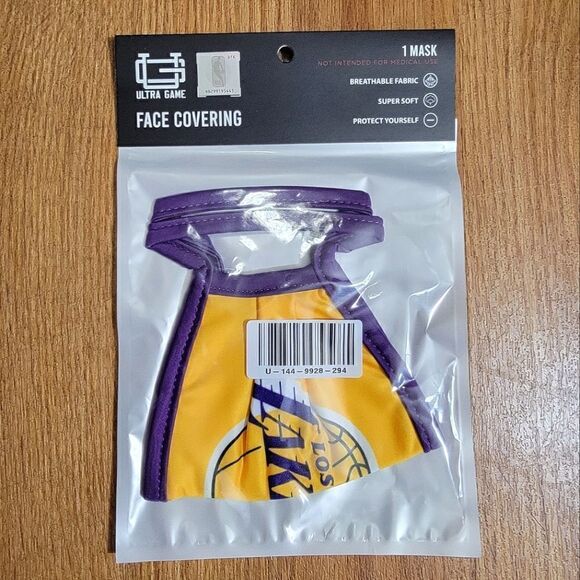 1 MASK
NOT INTENDED FOR MEDICAL USE
ULTRA GAME
FACE COVERING
BREATHABLE FABRIC
SUPER SOFT
PROTECT YOURSELF
U-144-9928-294
LOS